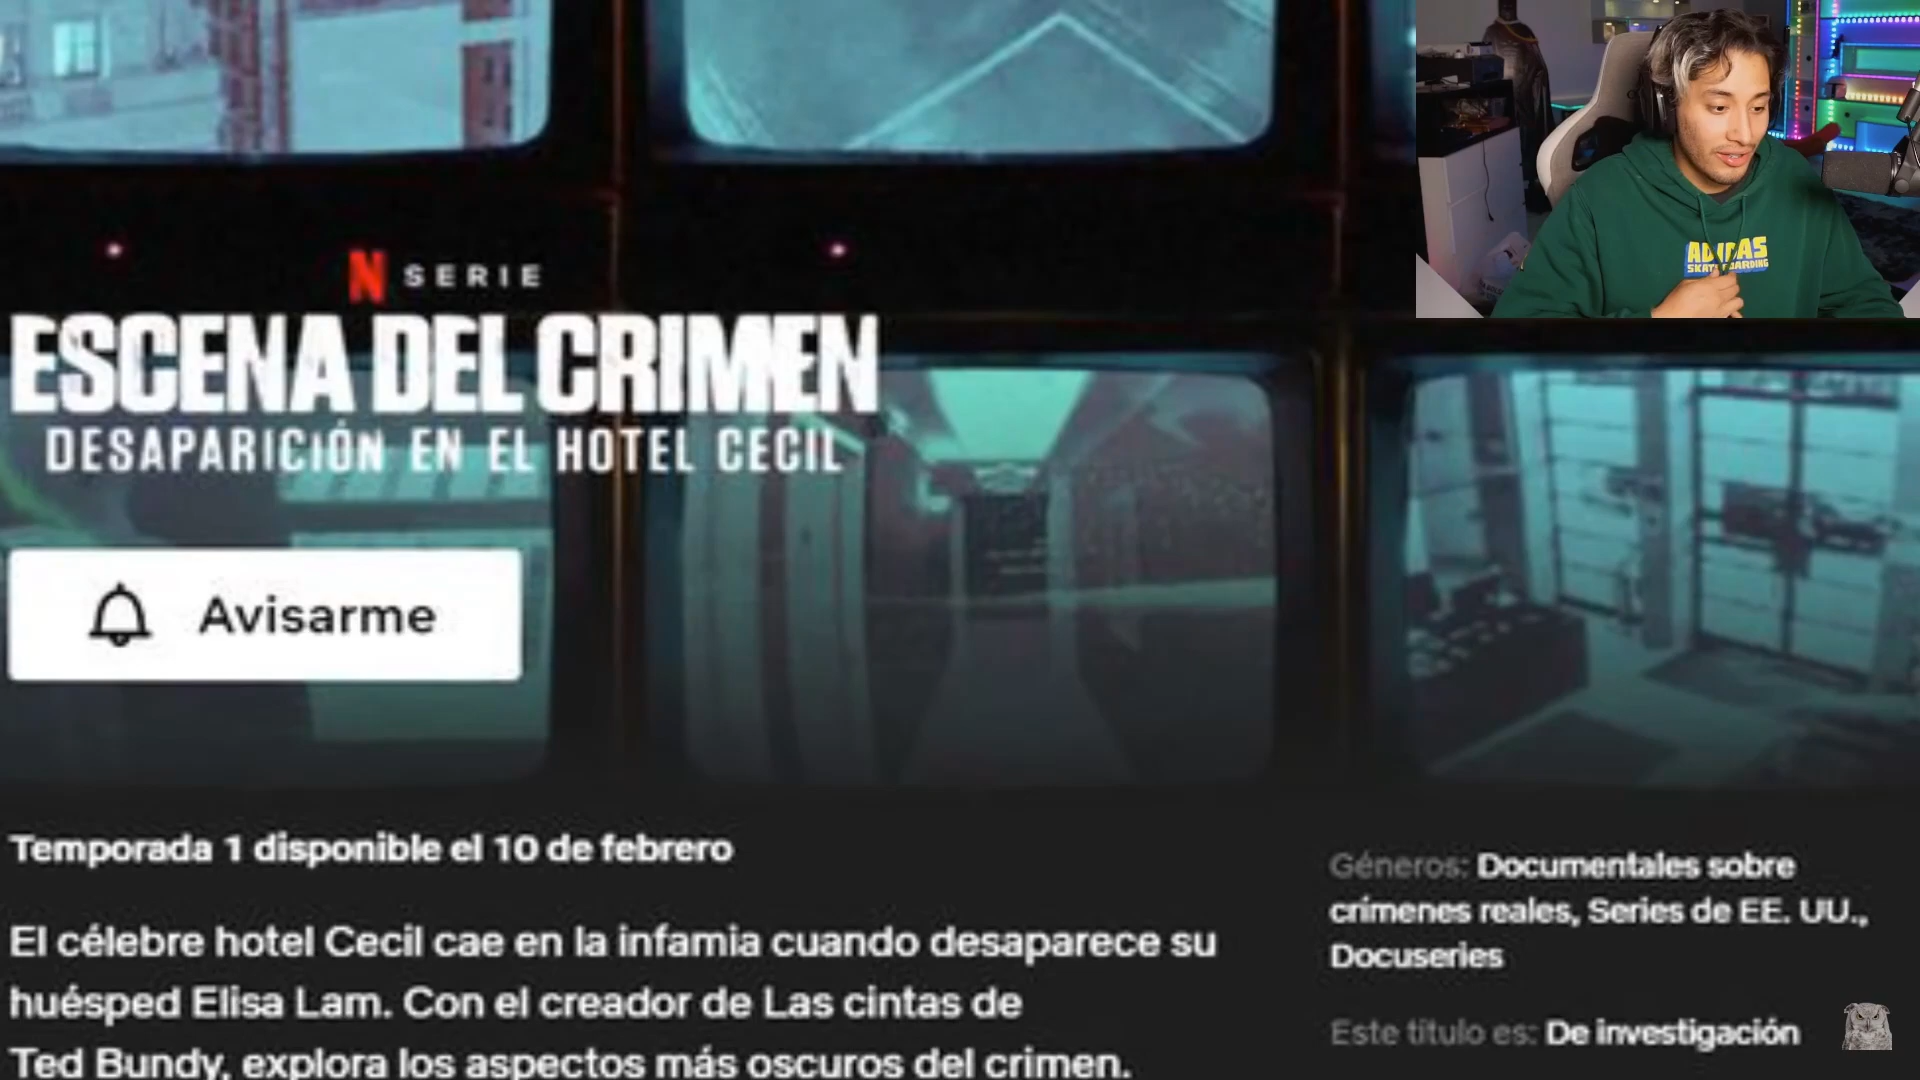 N SERIE
ESCENA DEL CRIMEN
DESAPARICIÓN EN EL HOTEL CECIL
Avisarme
Temporada 1 disponible el 10 de febrero
El célebre hotel Cecil cae en la infamia cuando desaparece su
huésped Elisa Lam. Con el creador de Las cintas de
Ted Bundy, explora los aspectos más oscuros del crimen.
Géneros: Documentales sobre
crímenes reales, Series de EE. UU.,
Docuseries
Este título es: De investigación
ADIDAS
SKATEBOARDING